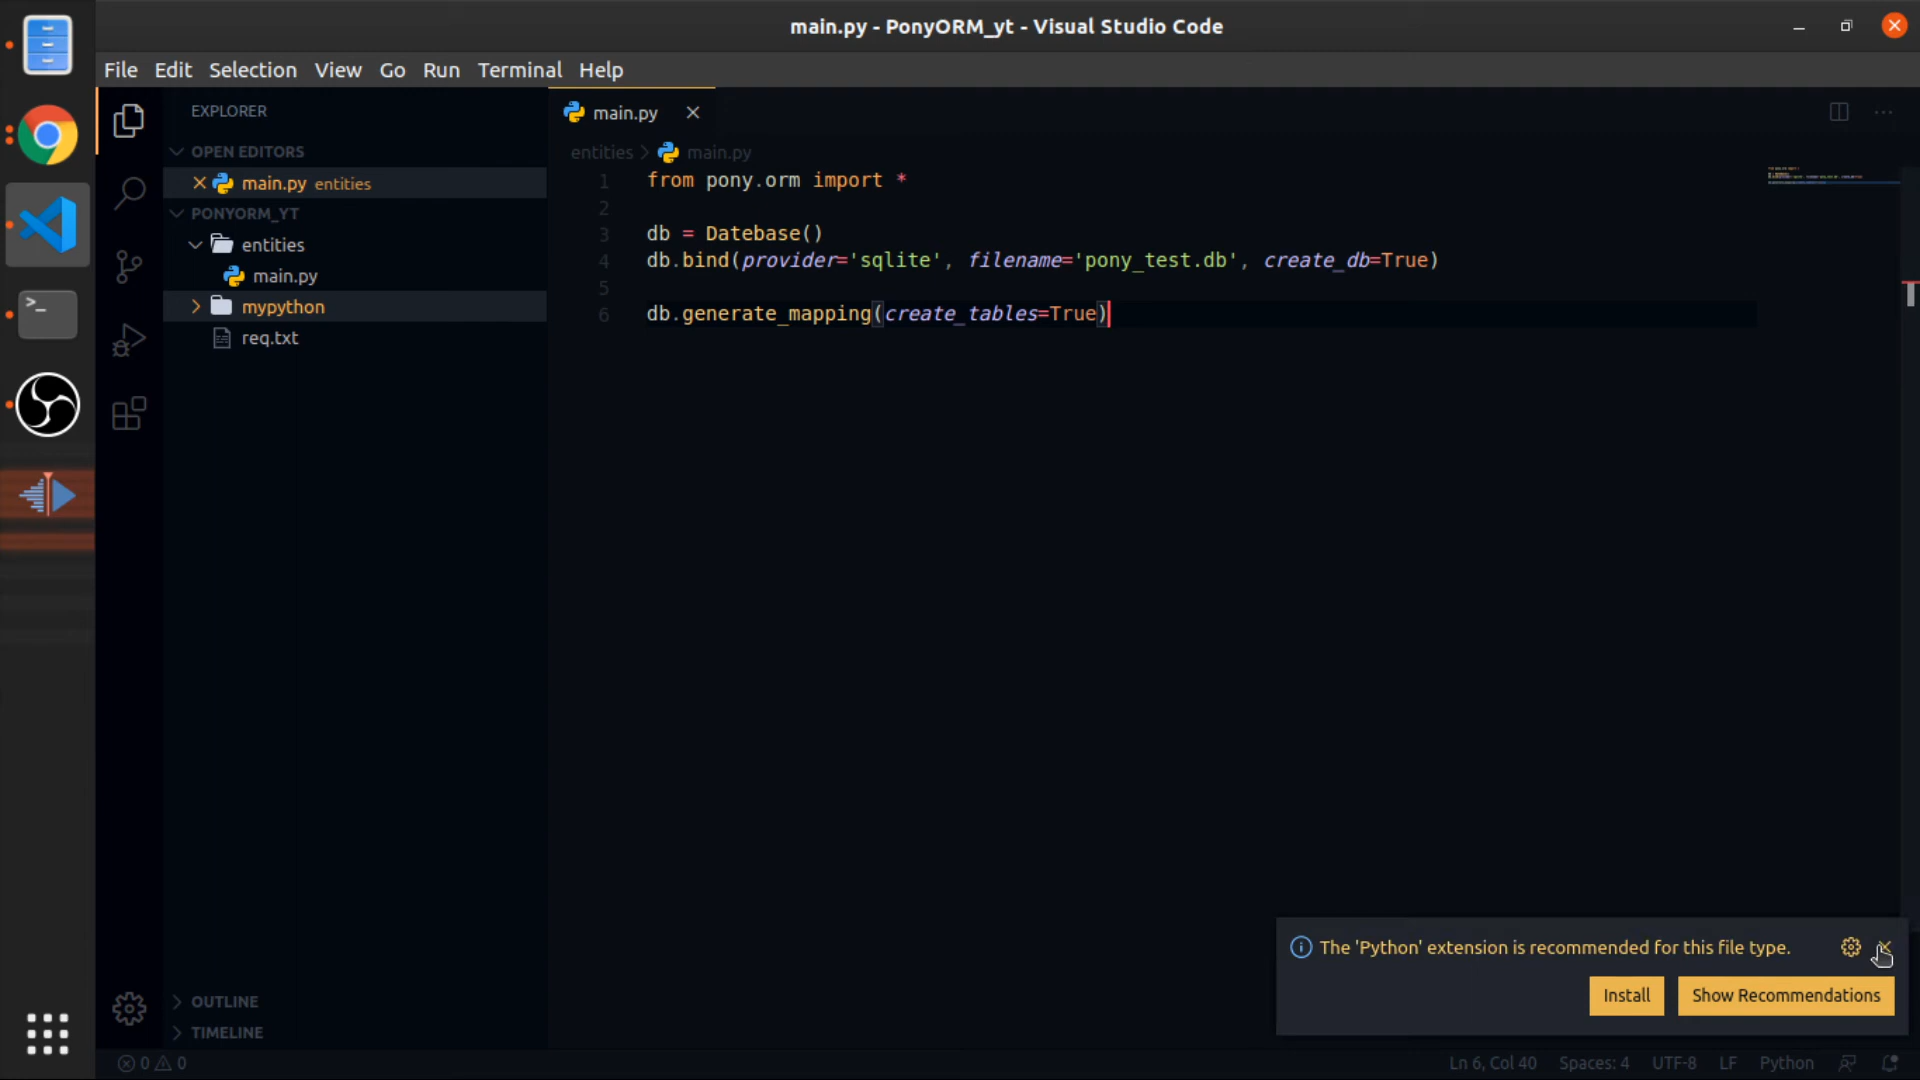 main.py - PonyORM_yt - Visual Studio Code
File Edit Selection View Go Run Terminal Help
EXPLORER
OPEN EDITORS
main.py entities
PONYORM_YT
entities
main.py
mypython
req.txt
OUTLINE
TIMELINE
main.py
entities > main.py
1 from pony.orm import *
2
3 db = Datebase()
4 db.bind(provider='sqlite', filename='pony_test.db', create_db=True)
5
6 db.generate_mapping(create_tables=True)
The 'Python' extension is recommended for this file type.
Install Show Recommendations
0 0 Ln 6, Col 40 Spaces: 4 UTF-8 LF Python